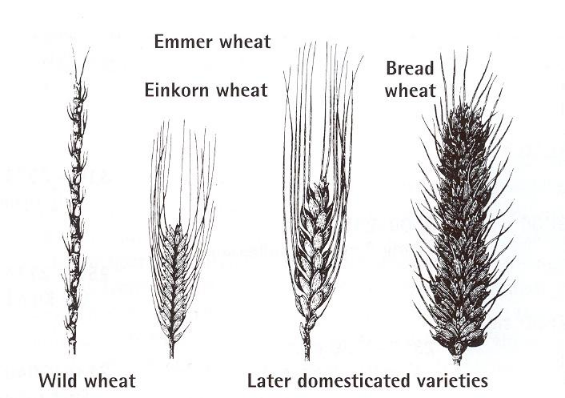 Emmer wheat
Einkorn wheat
Bread
wheat
Wild wheat
Later domesticated varieties